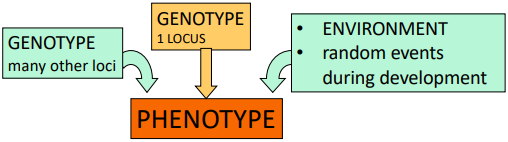 GENOTYPE
many other loci
GENOTYPE
1 LOCUS
• ENVIRONMENT
• random events
during development
PHENOTYPE